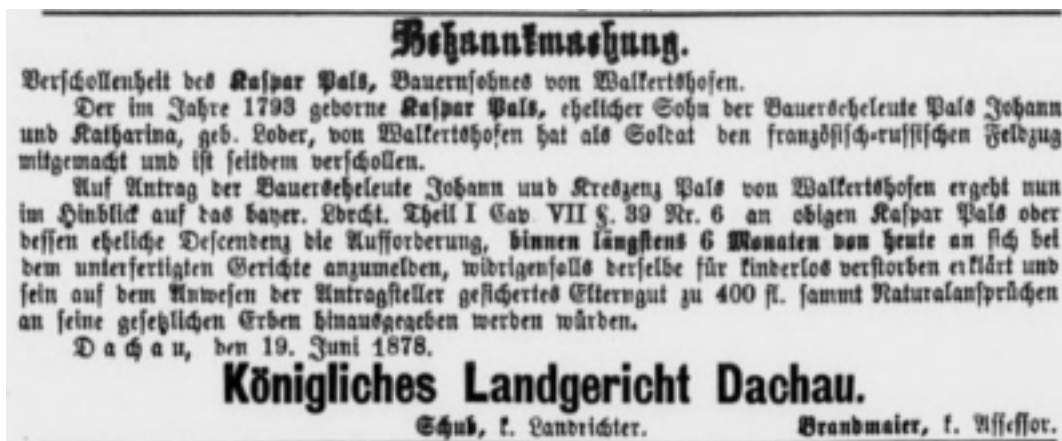 Bekanntmachung.
Verschollenheit des Kaspar Pals, Bauernsohnes von Walkertshofen.
Der im Jahre 1793 geborne Kaspar Pals, ehelicher Sohn der Bauerseheleute Pals Johann
und Katharina, geb. Lober, von Walkertshofen hat als Soldat den französisch-russischen Feldzug
mitgemacht und ist seitdem verschollen.
Auf Antrag der Bauerseheleute Johann uud Kreszenz Pals von Walkertshofen ergeht nun
im Hinblick auf das bayer. Ldrcht. Theil I Cap. VII §. 39 Nr. 6 an obigen Kaspar Pals oder
dessen eheliche Descendenz die Aufforderung, binnen längstens 6 Monaten von heute an sich bei
dem unterfertigten Gerichte anzumelden, widrigenfalls derselbe für kinderlos verstorben erklärt und
sein auf dem Anwesen der Antragsteller gesichertes Elterngut zu 400 fl. sammt Naturalansprüchen
an seine gesetzlichen Erben hinausgegeben werden würden.
Dachau, den 19. Juni 1878.
Königliches Landgericht Dachau.
Schub, k. Landrichter. Brandmaier, k. Assessor.